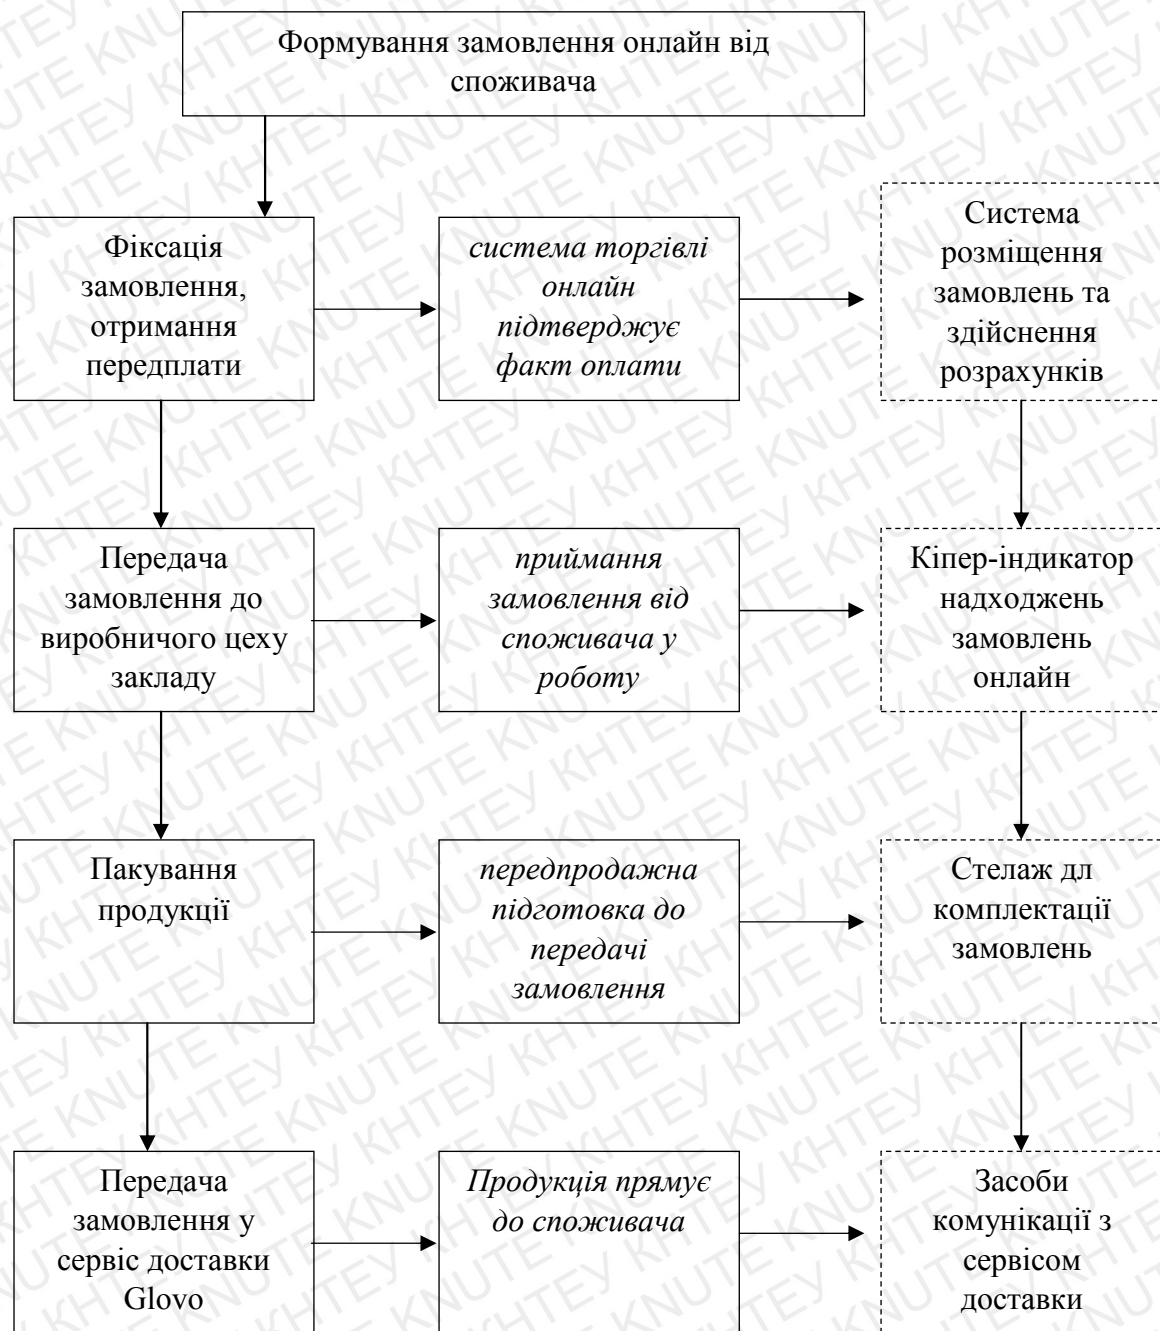 Формування замовлення онлайн від
споживача
Фіксація
замовлення,
отримання
передплати
система торгівлі
онлайн
підтверджує
факт оплати
Система
розміщення
замовлень та
здійснення
розрахунків
Передача
замовлення до
виробничого цеху
закладу
приймання
замовлення від
споживача у
роботу
Кіпер-індикатор
надходжень
замовлень
онлайн
Пакування
продукції
передпродажна
підготовка до
передачі
замовлення
Стелаж дл
комплектації
замовлень
Передача
замовлення у
сервіс доставки
Glovo
Продукція прямує
до споживача
Засоби
комунікації з
сервісом
доставки